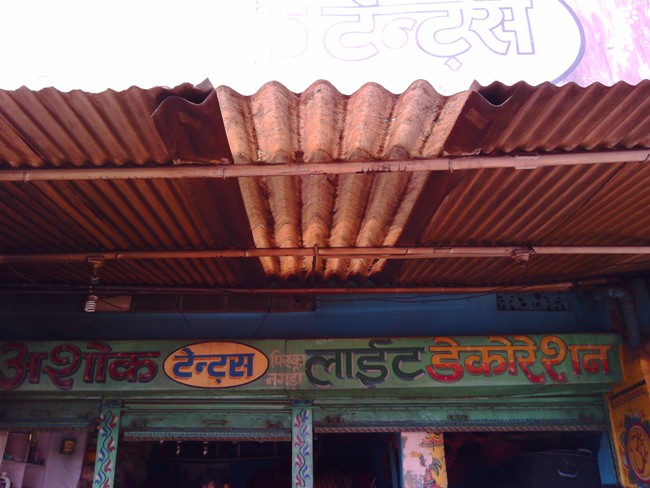 टेन्ट्स
अशोक टेन्ट्स लाईट डेकोरेशन